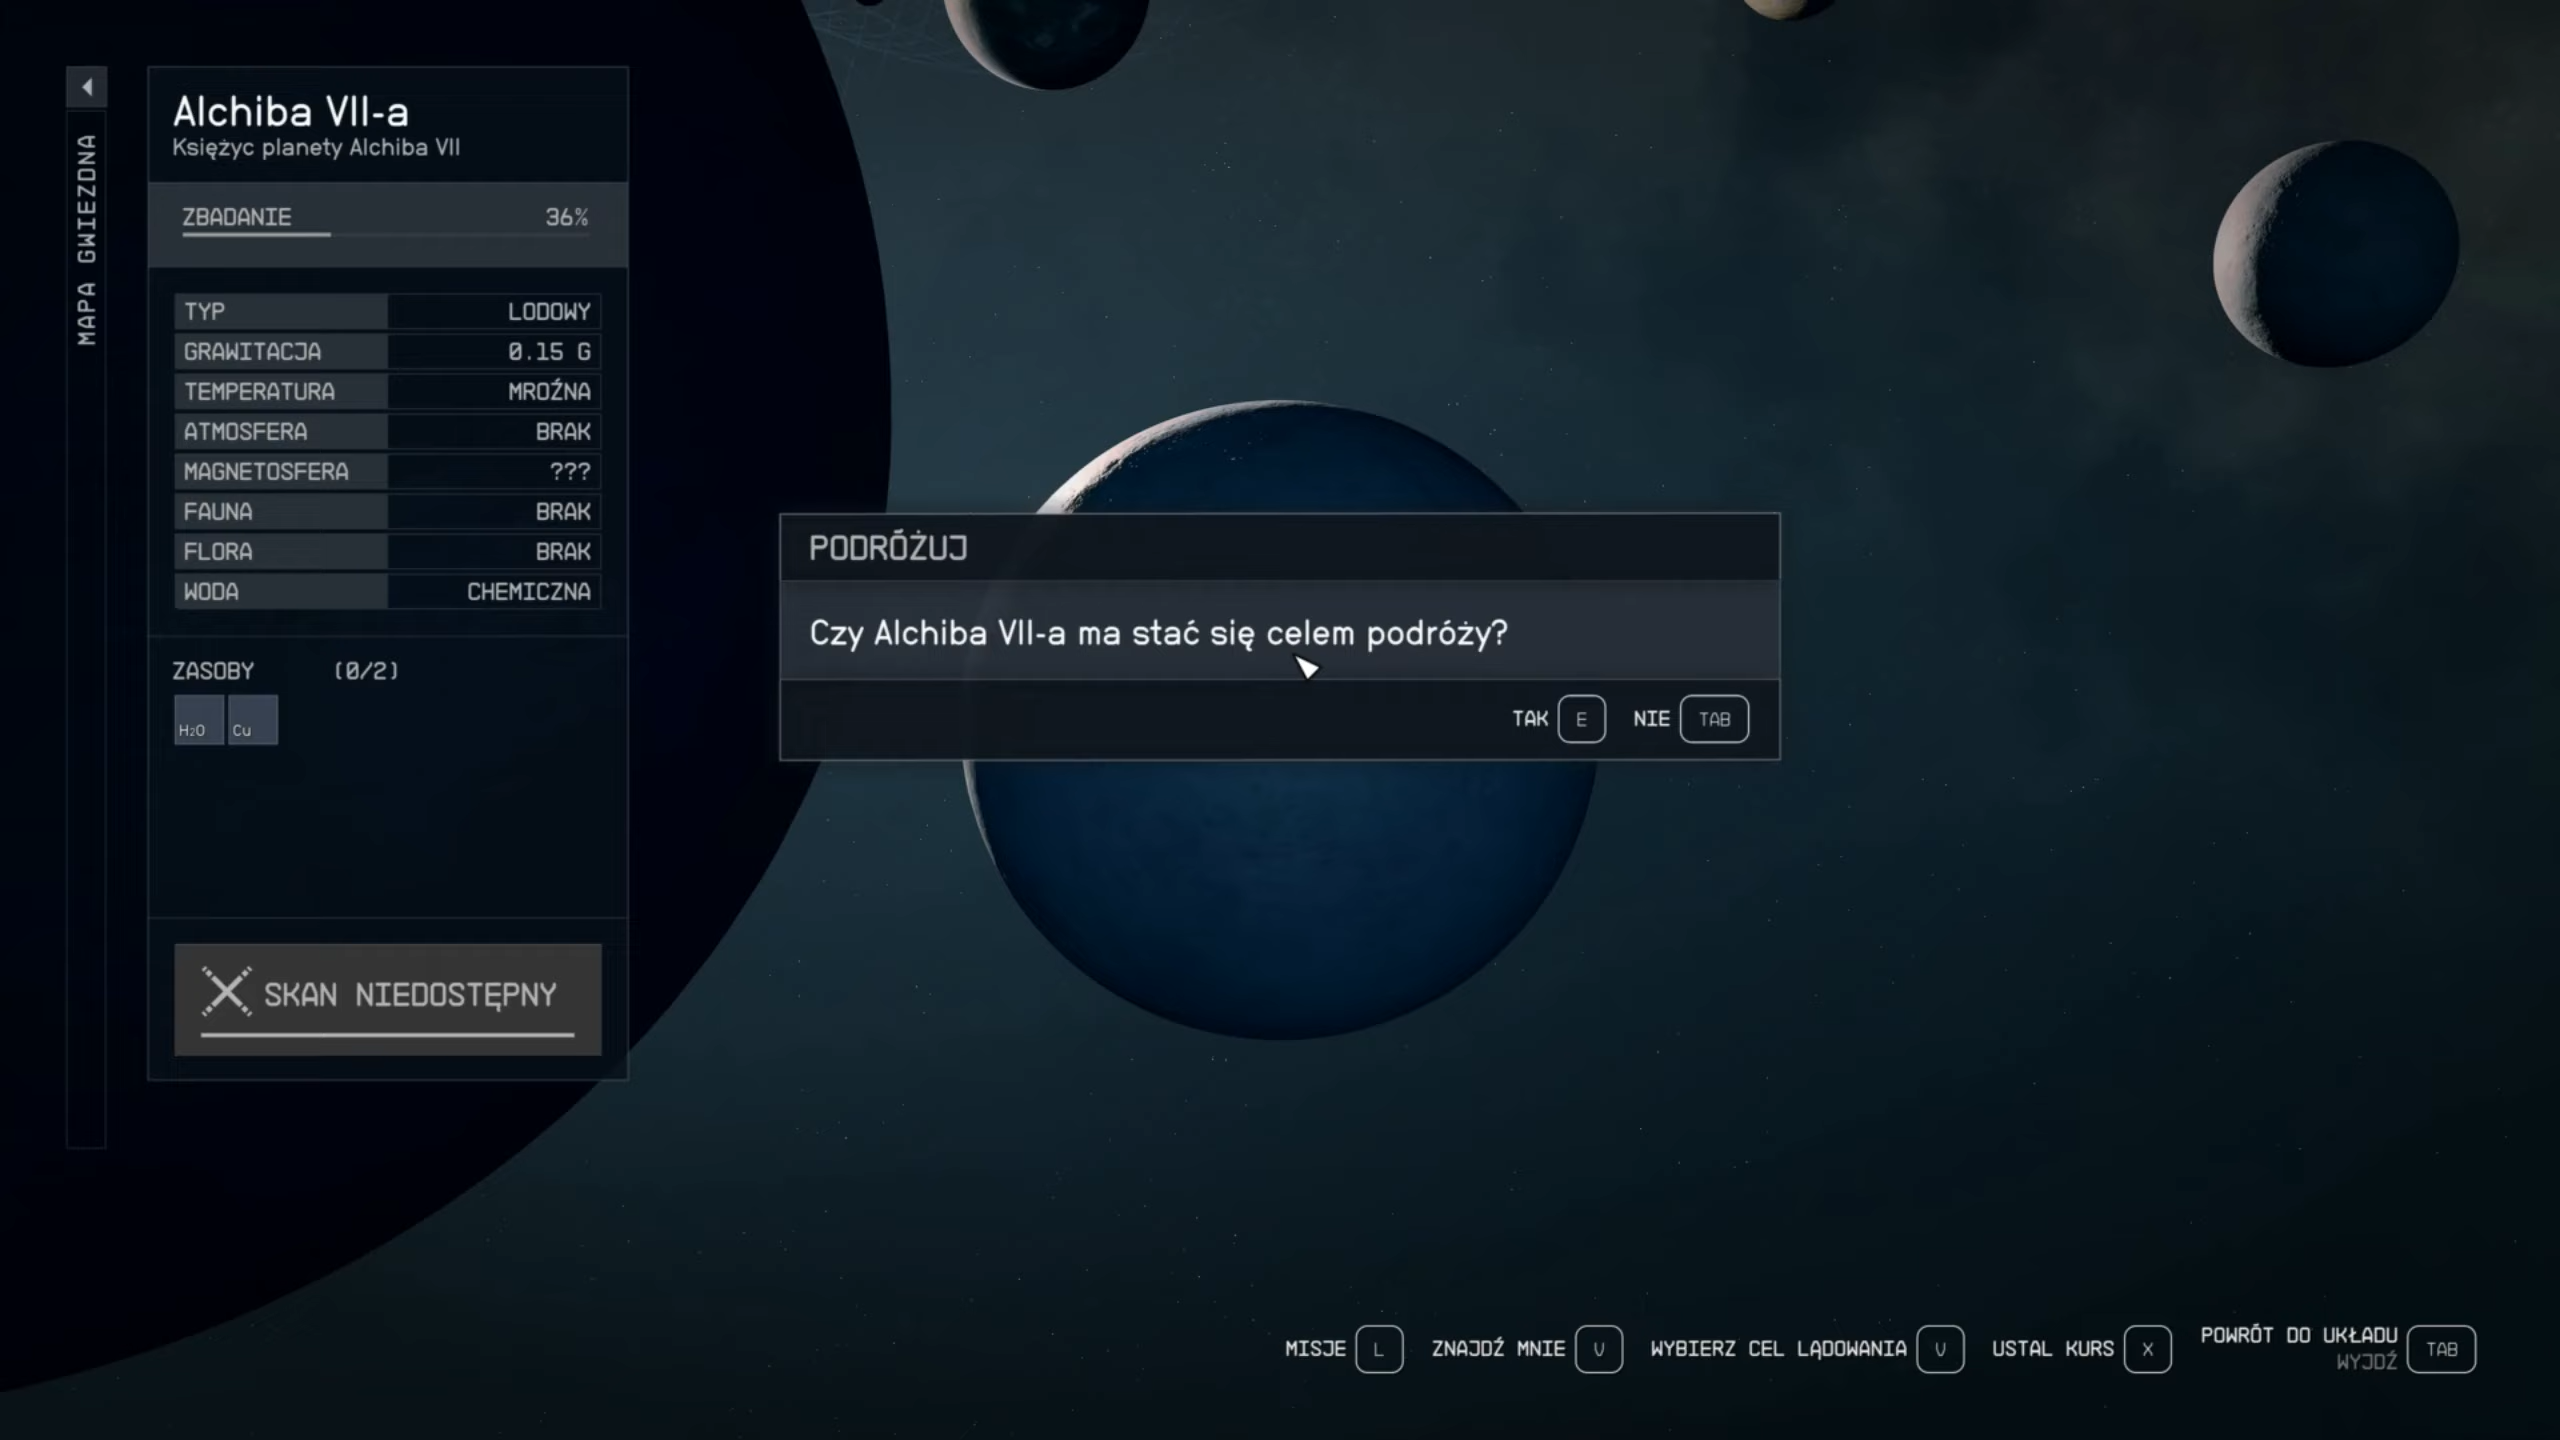 MAPA GWIEZDNA
Alchiba VII-a
Księżyc planety Alchiba VII
ZBADANIE 36%
TYP LODOWY
GRAWITACJA 0.15 G
TEMPERATURA MROŹNA
ATMOSFERA BRAK
MAGNETOSFERA ???
FAUNA BRAK
FLORA BRAK
WODA CHEMICZNA
ZASOBY (0/2)
H₂O Cu
SKAN NIEDOSTĘPNY
PODRÓŻUJ
Czy Alchiba VII-a ma stać się celem podróży?
TAK E NIE TAB
MISJE L ZNAJDŹ MNIE V WYBIERZ CEL LĄDOWANIA V USTAL KURS X POWRÓT DO UKŁADU TAB
WYJDŹ